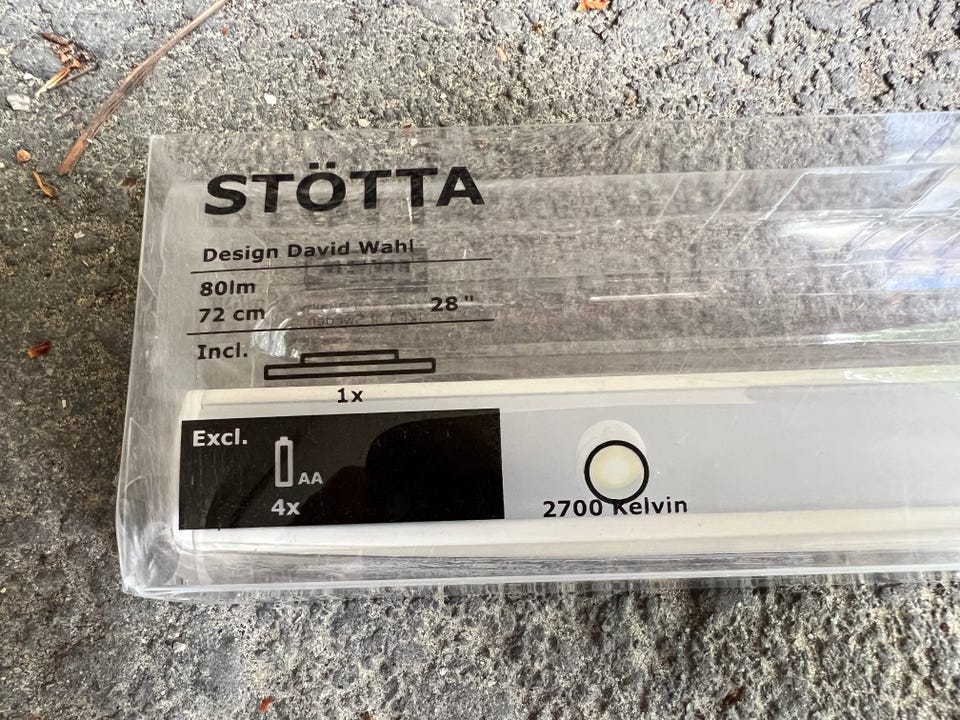 STÖTTA
Design David Wahl
80lm
72 cm 28"
Incl.
1x
Excl.
AA
4x
2700 Kelvin